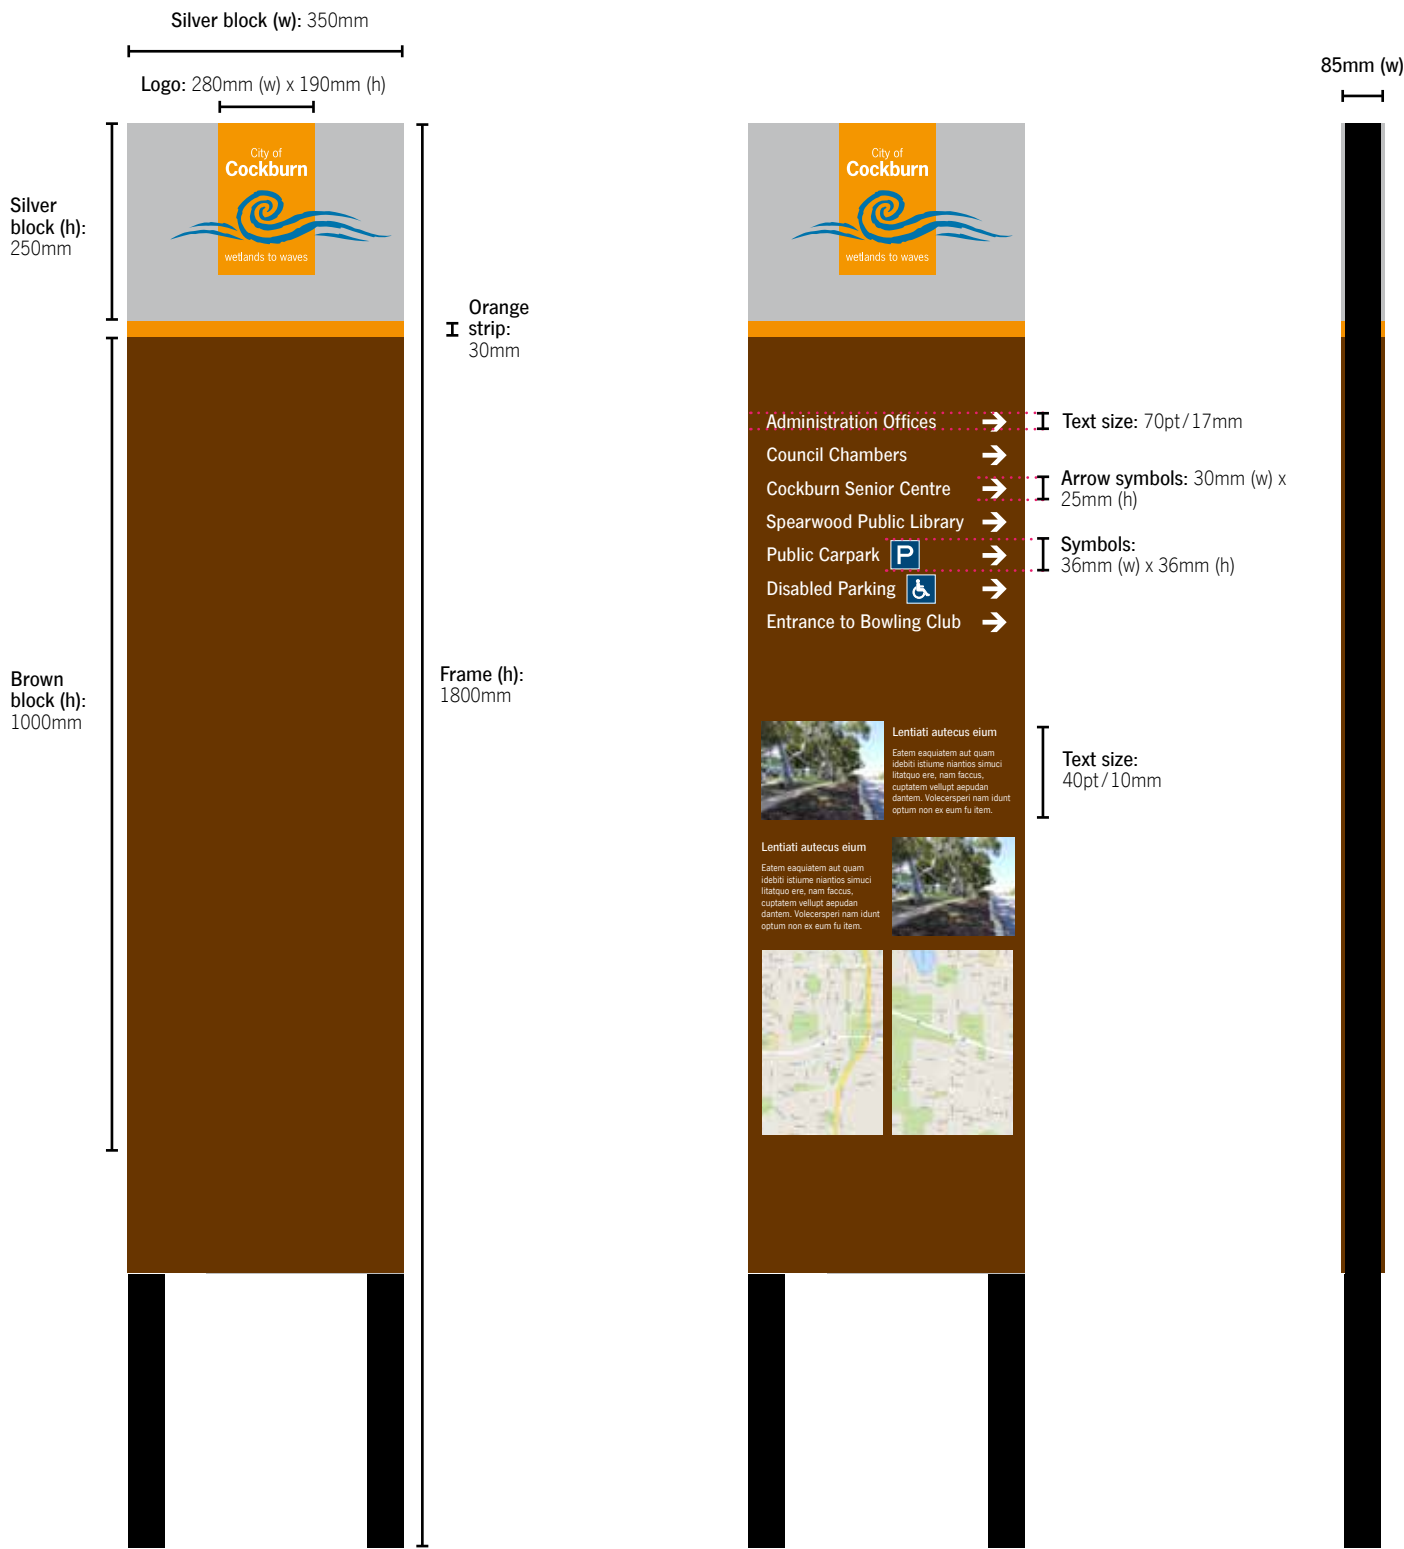 Silver block (w): 350mm
Logo: 280mm (w) x 190mm (h)
85mm (w)
City of
Cockburn
wetlands to waves
Silver
block (h):
250mm
Orange
strip:
30mm
Brown
block (h):
1000mm
Frame (h):
1800mm
City of
Cockburn
wetlands to waves
Administration Offices
Council Chambers
Cockburn Senior Centre
Spearwood Public Library
Public Carpark P
Disabled Parking
Entrance to Bowling Club
Text size: 70pt/17mm
Arrow symbols: 30mm (w) x
25mm (h)
Symbols:
36mm (w) x 36mm (h)
Lentiati autecus eium
Eatem eaquiatem aut quam
idebiti istiume niantios simuci
litatquo ere, nam faccus,
cuptatem vellupt aepudan
dantem. Volecersperi nam idunt
optum non ex eum fu item.
Text size:
40pt/10mm
Lentiati autecus eium
Eatem eaquiatem aut quam
idebiti istiume niantios simuci
litatquo ere, nam faccus,
cuptatem vellupt aepudan
dantem. Volecersperi nam idunt
optum non ex eum fu item.